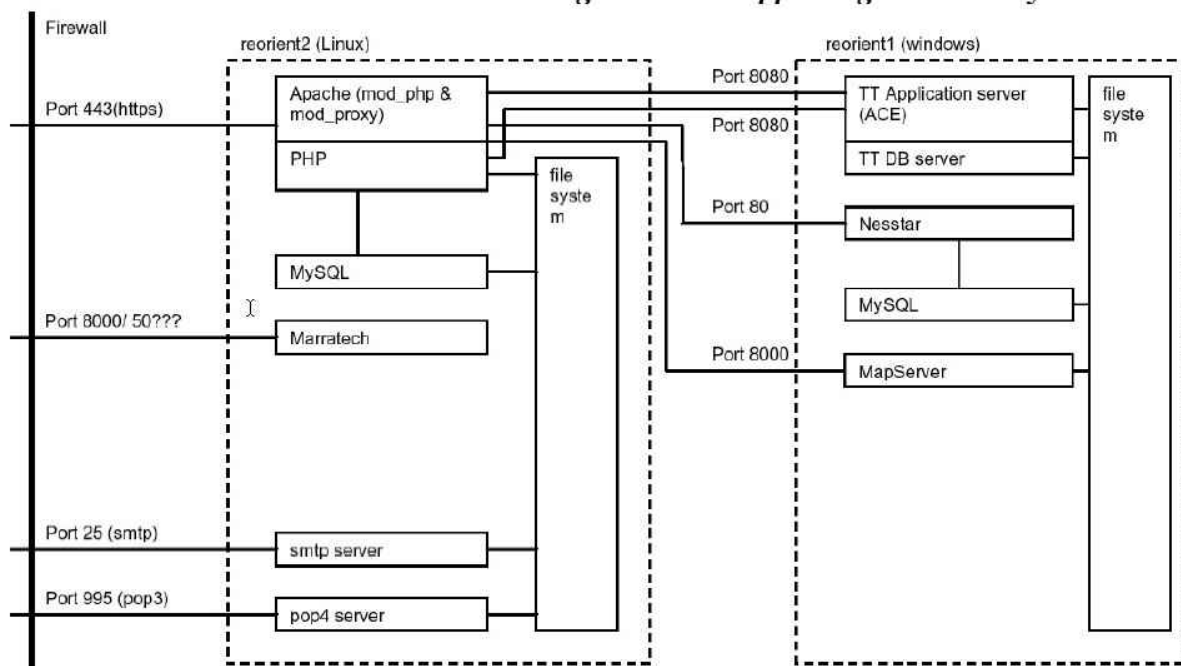 Firewall
reorient2 (Linux)
reorient1 (windows)
Port 443(https)
Apache (mod_php &
mod_proxy)
PHP
file
syste
m
MySQL
Port 8000/ 50???
Marratech
Port 25 (smtp)
smtp server
Port 995 (pop3)
pop4 server
Port 8080
Port 8080
Port 80
Port 8000
TT Application server
(ACE)
TT DB server
Nesstar
MySQL
MapServer
file
syste
m